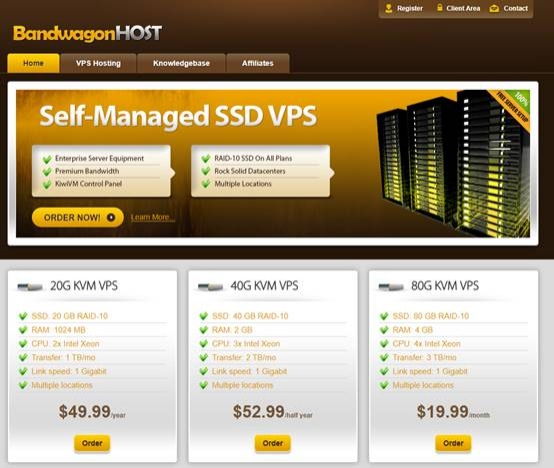 Register Client Area Contact
BandwagonHOST
Home VPS Hosting Knowledgebase Affiliates
100%
FREE SERVER SETUP
Self-Managed SSD VPS
Enterprise Server Equipment
Premium Bandwidth
KiwiVM Control Panel
RAID-10 SSD On All Plans
Rock Solid Datacenters
Multiple Locations
ORDER NOW! Learn More...
20G KVM VPS
SSD: 20 GB RAID-10
RAM: 1024 MB
CPU: 2x Intel Xeon
Transfer: 1 TB/mo
Link speed: 1 Gigabit
Multiple locations
$49.99/year
Order
40G KVM VPS
SSD: 40 GB RAID-10
RAM: 2 GB
CPU: 3x Intel Xeon
Transfer: 2 TB/mo
Link speed: 1 Gigabit
Multiple locations
$52.99/half year
Order
80G KVM VPS
SSD: 80 GB RAID-10
RAM: 4 GB
CPU: 4x Intel Xeon
Transfer: 3 TB/mo
Link speed: 1 Gigabit
Multiple locations
$19.99/month
Order